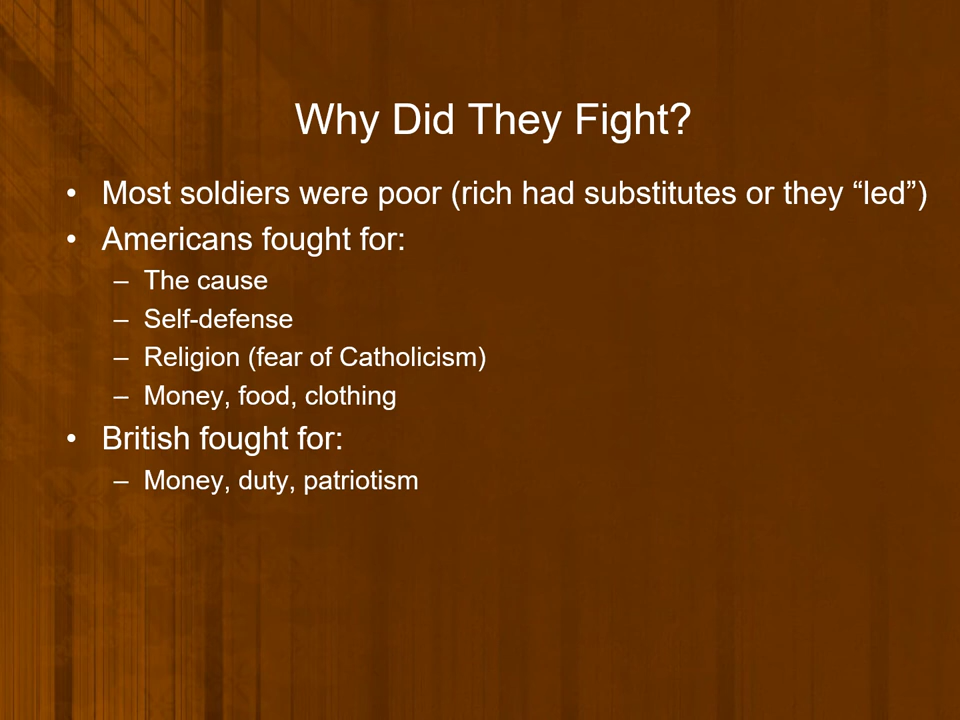 Why Did They Fight?
• Most soldiers were poor (rich had substitutes or they “led”)
• Americans fought for:
– The cause
– Self-defense
– Religion (fear of Catholicism)
– Money, food, clothing
• British fought for:
– Money, duty, patriotism